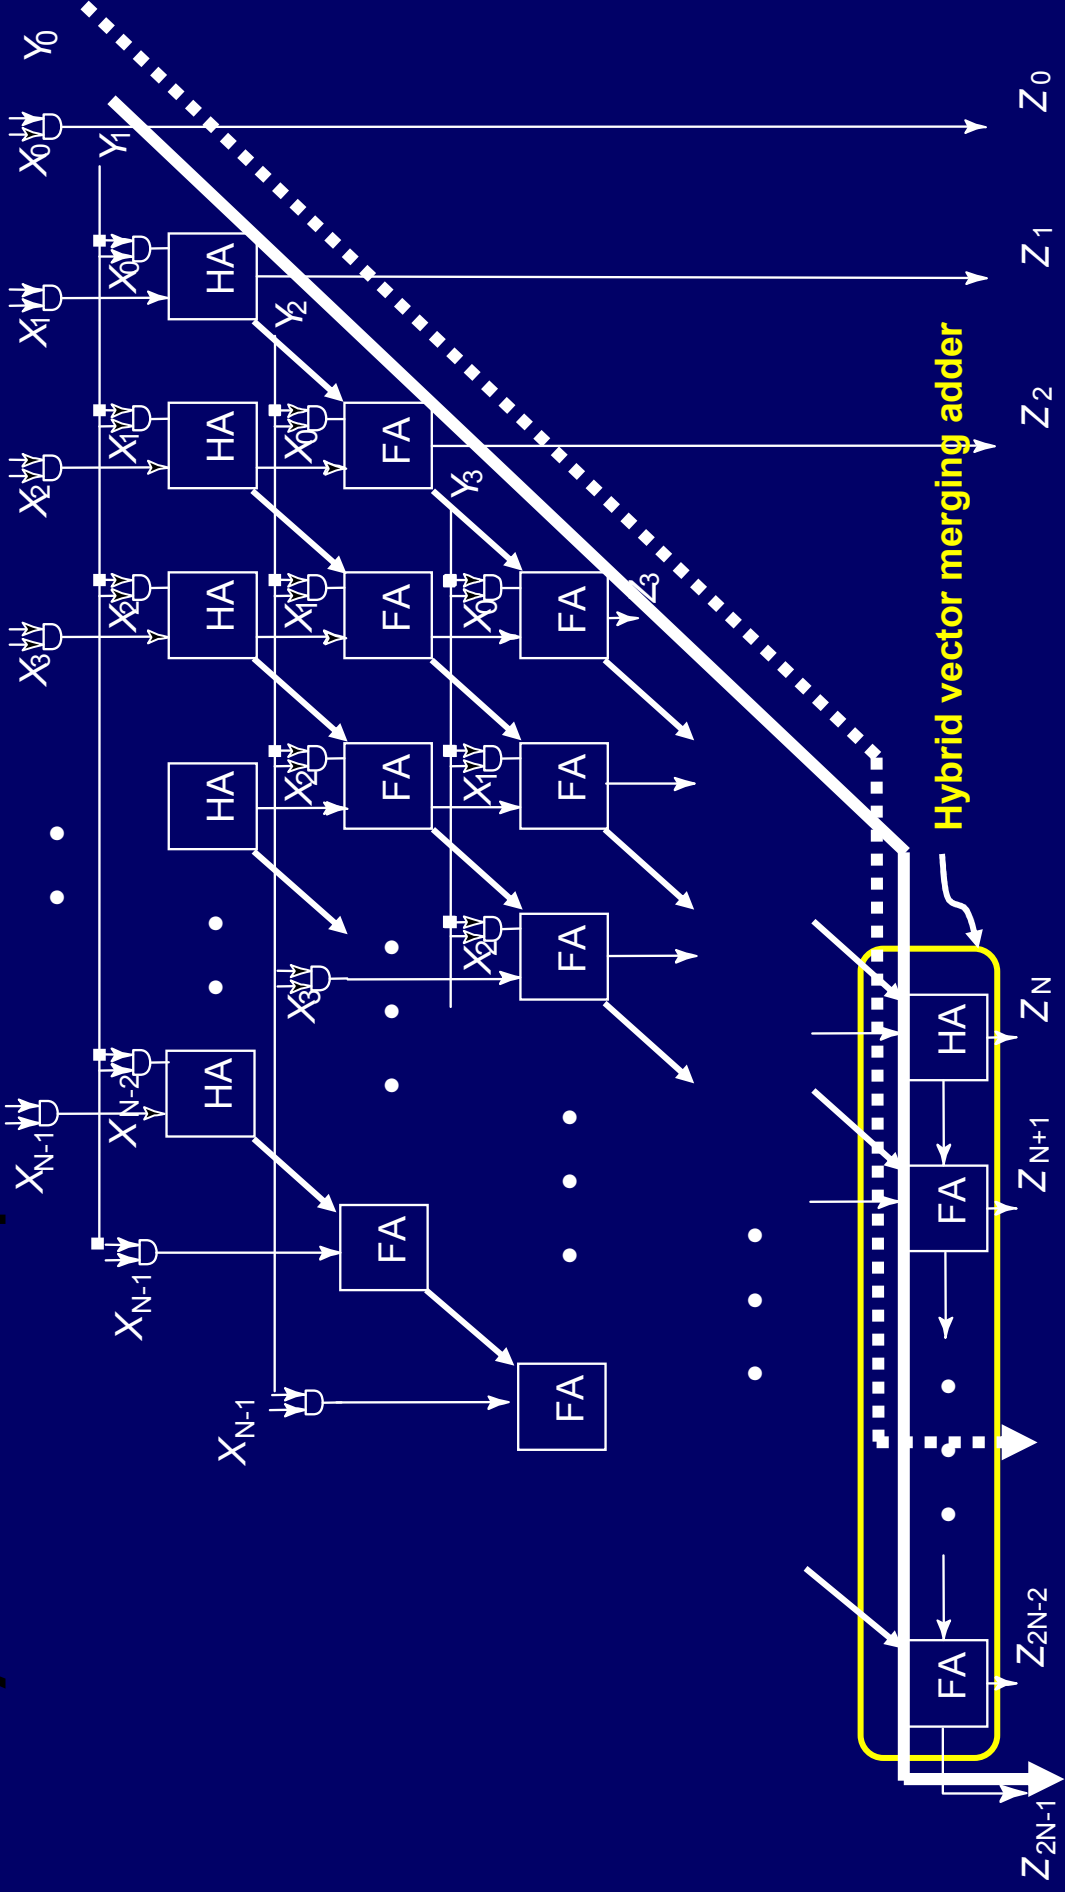 Y0
X0
Y1
Z0
X0
X1
HA
Z1
Y2
X1
X2
HA
X0
FA
Z2
Y3
X2
X3
HA
X1
FA
X0
FA
Z3
HA
X2
FA
X1
FA
Hybrid vector merging adder
X3
X2
FA
XN-1
XN-2
HA
HA
ZN
XN-1
FA
FA
ZN+1
XN-1
FA
FA
Z2N-2
Z2N-1